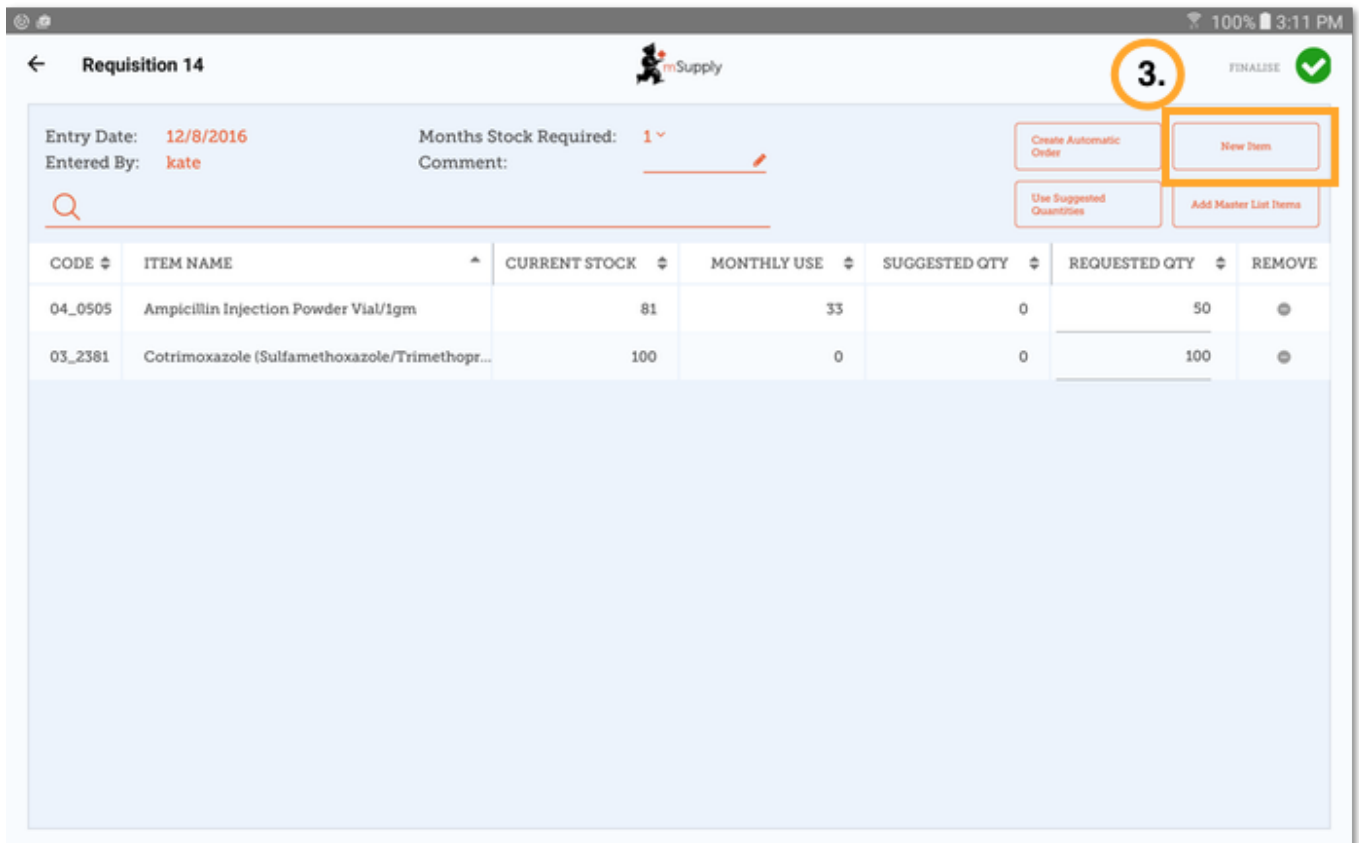 100% 3:11 PM
Requisition 14
mSupply
3.
FINALISE
Entry Date: 12/8/2016
Months Stock Required: 1
Entered By: kate
Comment:
Create Automatic
Order
New Item
Use Suggested
Quantities
Add Master List Items
CODE ITEM NAME CURRENT STOCK MONTHLY USE SUGGESTED QTY REQUESTED QTY REMOVE
04_0505 Ampicillin Injection Powder Vial/1gm 81 33 0 50
03_2381 Cotrimoxazole (Sulfamethoxazole/Trimethopr... 100 0 0 100